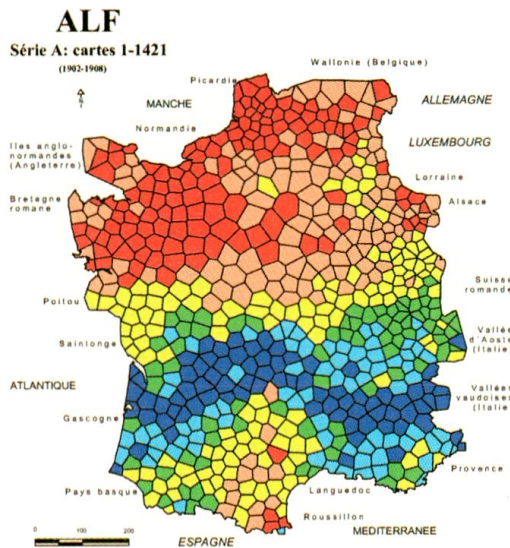 ALF
Série A: cartes 1-1421
(1902-1908)
Wallonie (Belgique)
Picardie
MANCHE
ALLEMAGNE
Normandie
LUXEMBOURG
Iles anglo-
normandes
(Angleterre)
Lorraine
Bretagne
romane
Alsace
Suisse
romande
Poitou
Vallée
d'Aoste
(Italie)
Saintonge
ATLANTIQUE
Vallées
vaudoises
(Italie)
Gascogne
Provence
Pays basque
Languedoc
Roussillon
MEDITERRANEE
ESPAGNE
0 100 200